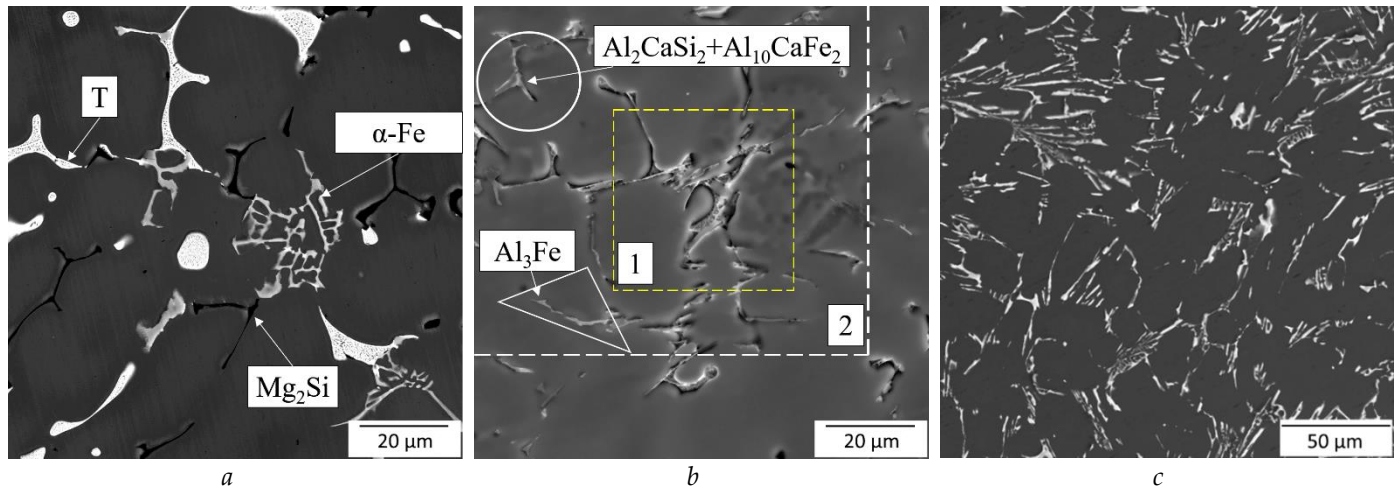 T
α-Fe
Mg₂Si
20 µm
Al₂CaSi₂+Al₁₀CaFe₂
Al₃Fe
1
2
20 µm
50 µm
a
b
c